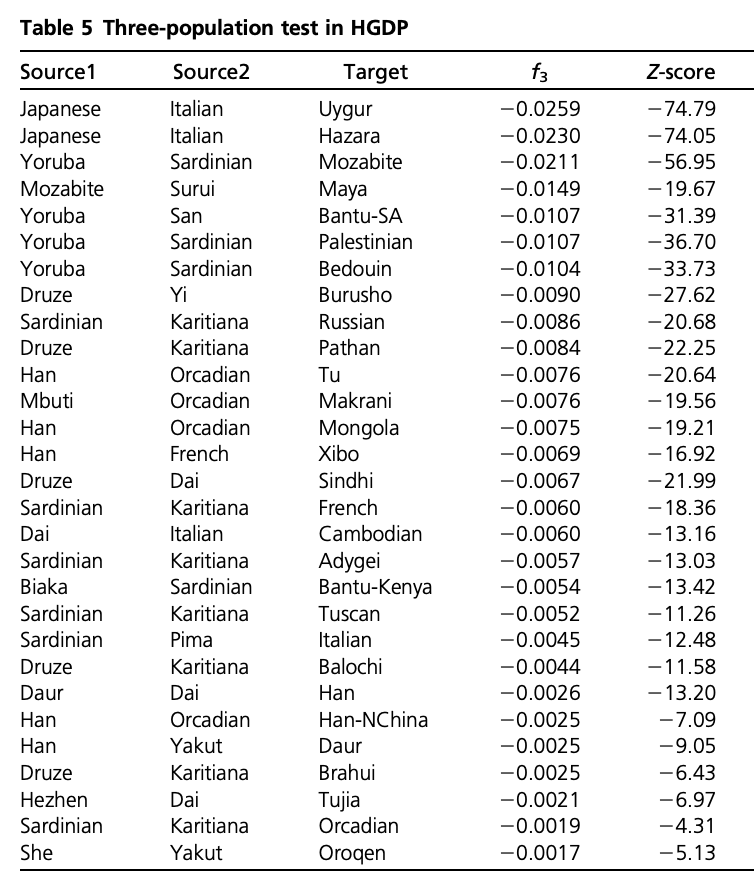 Table 5 Three-population test in HGDP
Source1 Source2 Target f3 Z-score
Japanese Italian Uygur −0.0259 −74.79
Japanese Italian Hazara −0.0230 −74.05
Yoruba Sardinian Mozabite −0.0211 −56.95
Mozabite Surui Maya −0.0149 −19.67
Yoruba San Bantu-SA −0.0107 −31.39
Yoruba Sardinian Palestinian −0.0107 −36.70
Yoruba Sardinian Bedouin −0.0104 −33.73
Druze Yi Burusho −0.0090 −27.62
Sardinian Karitiana Russian −0.0086 −20.68
Druze Karitiana Pathan −0.0084 −22.25
Han Orcadian Tu −0.0076 −20.64
Mbuti Orcadian Makrani −0.0076 −19.56
Han Orcadian Mongola −0.0075 −19.21
Han French Xibo −0.0069 −16.92
Druze Dai Sindhi −0.0067 −21.99
Sardinian Karitiana French −0.0060 −18.36
Dai Italian Cambodian −0.0060 −13.16
Sardinian Karitiana Adygei −0.0057 −13.03
Biaka Sardinian Bantu-Kenya −0.0054 −13.42
Sardinian Karitiana Tuscan −0.0052 −11.26
Sardinian Pima Italian −0.0045 −12.48
Druze Karitiana Balochi −0.0044 −11.58
Daur Dai Han −0.0026 −13.20
Han Orcadian Han-NChina −0.0025 −7.09
Han Yakut Daur −0.0025 −9.05
Druze Karitiana Brahui −0.0025 −6.43
Hezhen Dai Tujia −0.0021 −6.97
Sardinian Karitiana Orcadian −0.0019 −4.31
She Yakut Oroqen −0.0017 −5.13